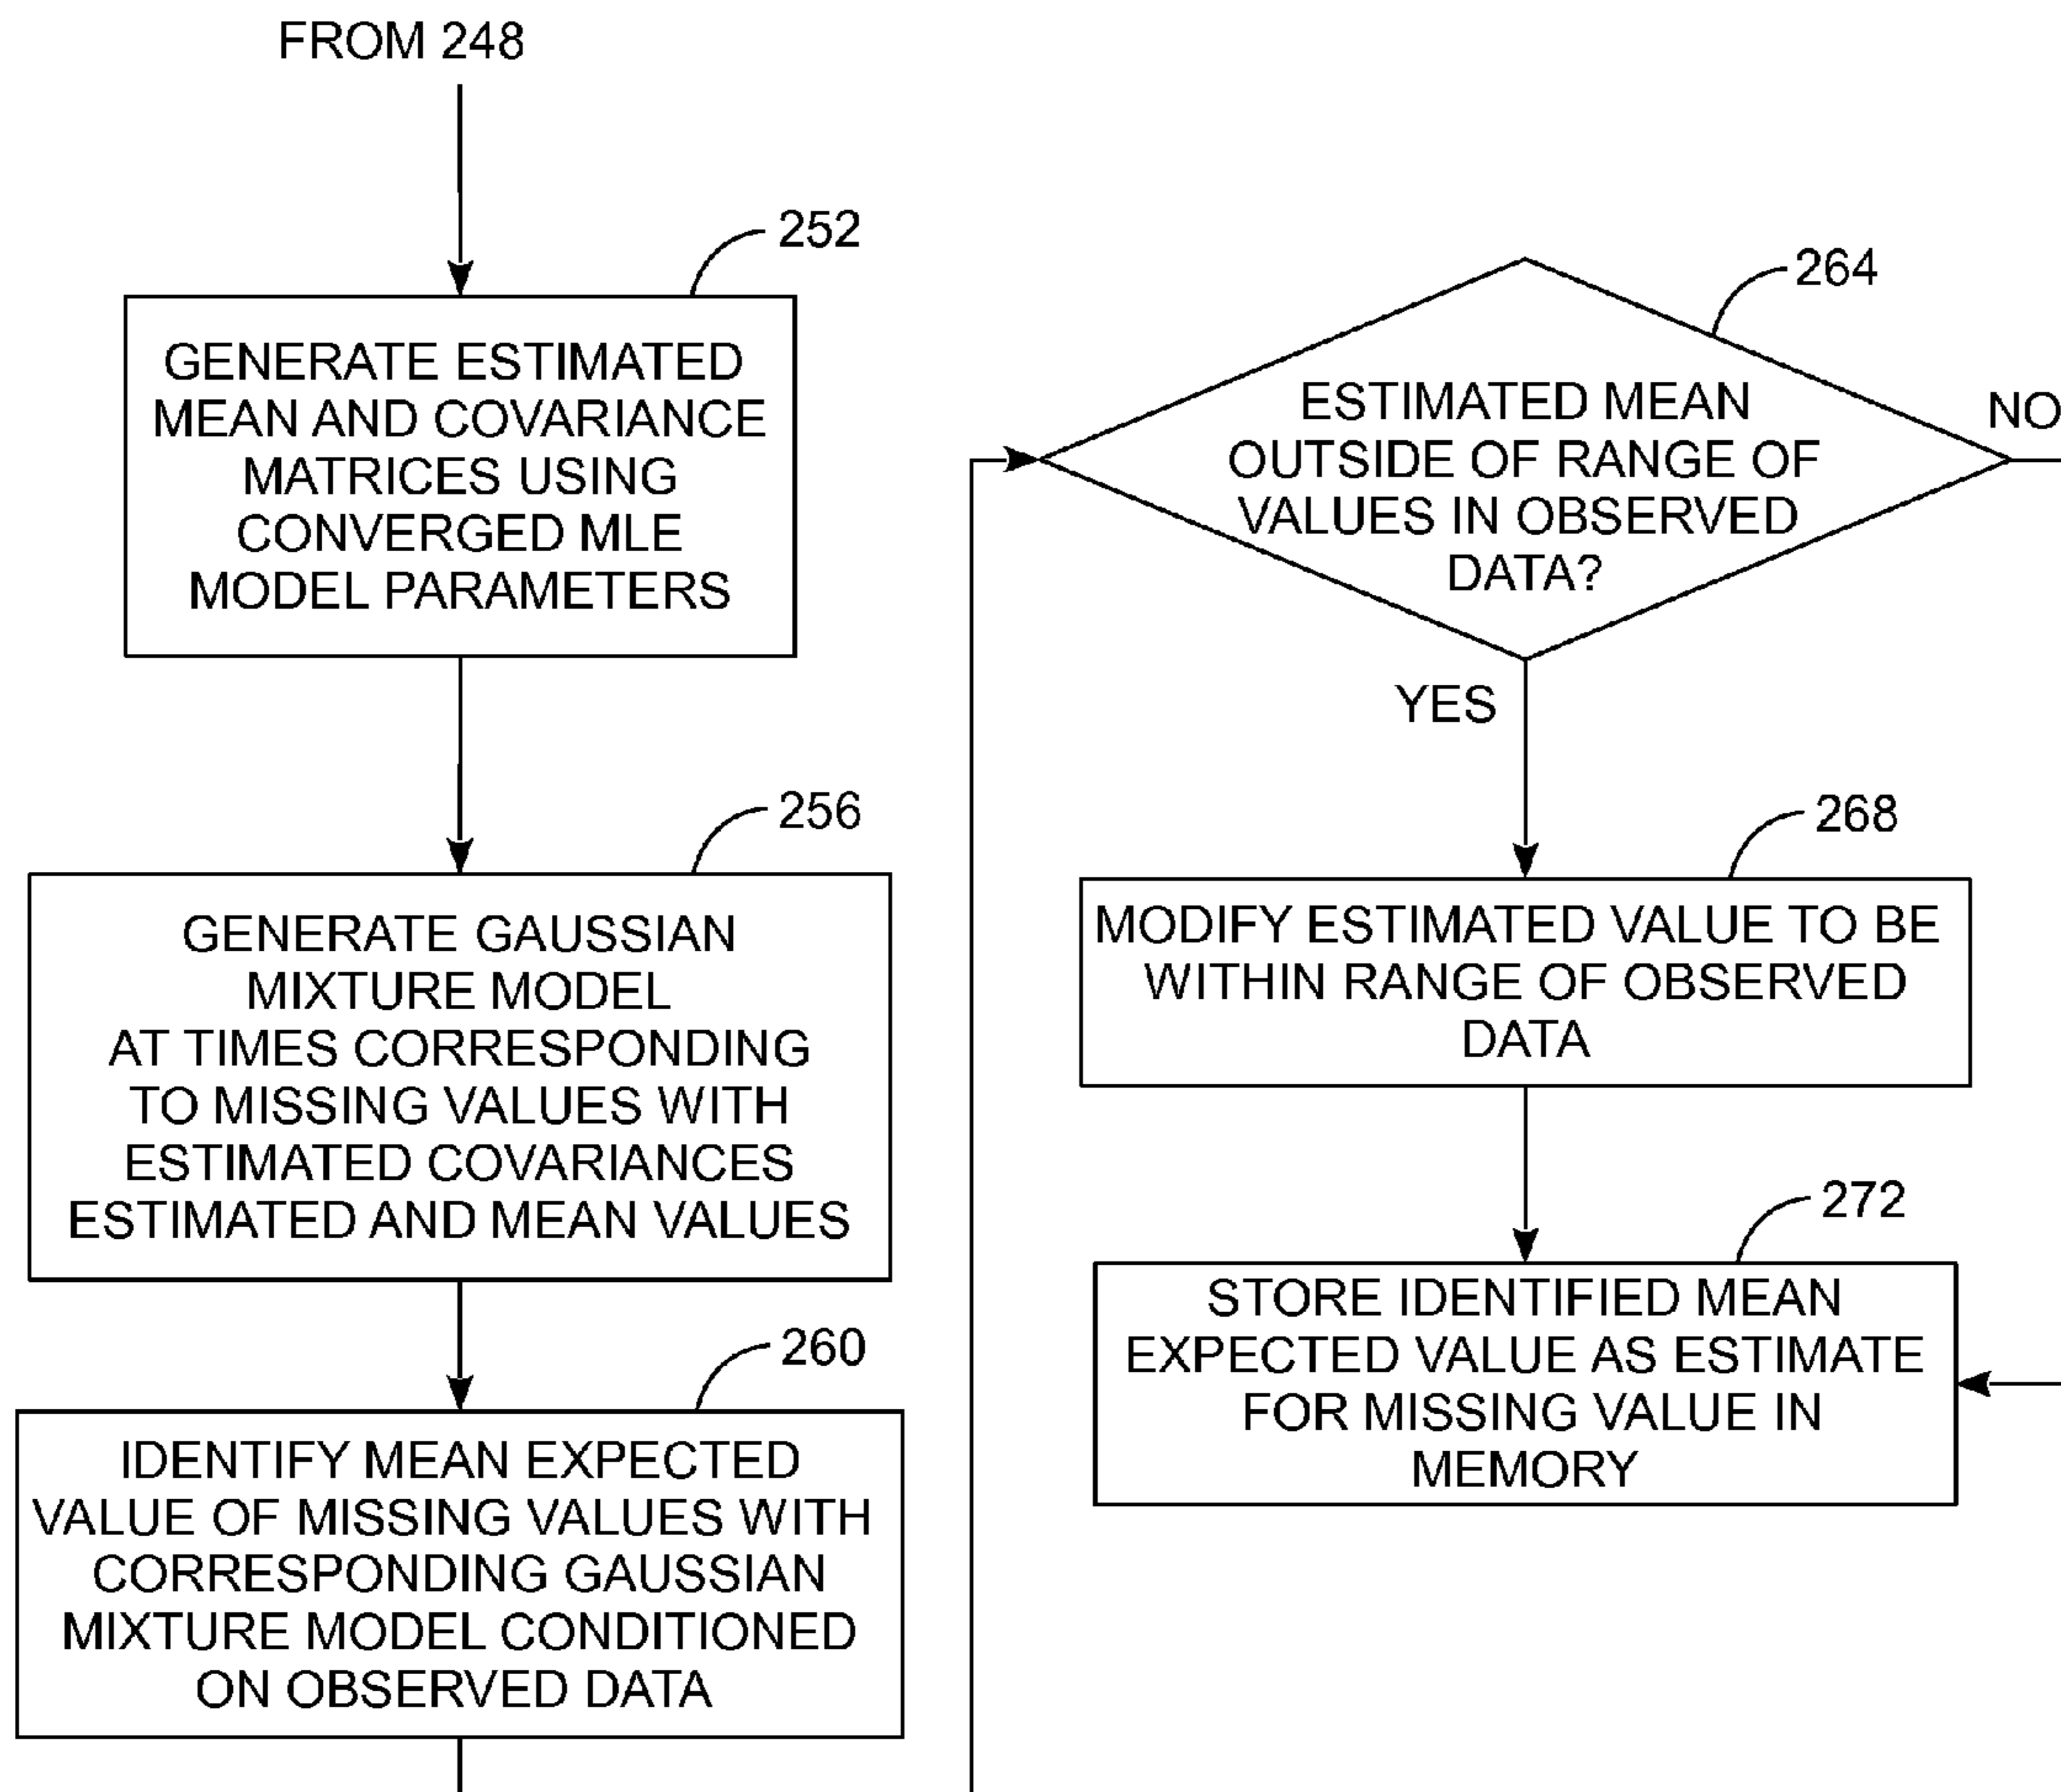 FROM 248
252
GENERATE ESTIMATED
MEAN AND COVARIANCE
MATRICES USING
CONVERGED MLE
MODEL PARAMETERS
256
GENERATE GAUSSIAN
MIXTURE MODEL
AT TIMES CORRESPONDING
TO MISSING VALUES WITH
ESTIMATED COVARIANCES
ESTIMATED AND MEAN VALUES
260
IDENTIFY MEAN EXPECTED
VALUE OF MISSING VALUES WITH
CORRESPONDING GAUSSIAN
MIXTURE MODEL CONDITIONED
ON OBSERVED DATA
264
ESTIMATED MEAN
OUTSIDE OF RANGE OF
VALUES IN OBSERVED
DATA?
NO
YES
268
MODIFY ESTIMATED VALUE TO BE
WITHIN RANGE OF OBSERVED
DATA
272
STORE IDENTIFIED MEAN
EXPECTED VALUE AS ESTIMATE
FOR MISSING VALUE IN
MEMORY